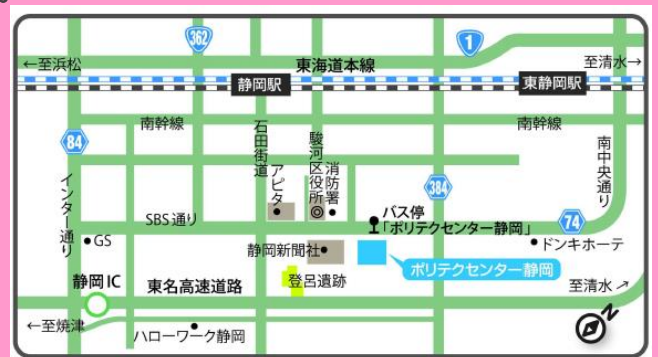 362
1
←至浜松
東海道本線
至清水→
静岡駅
東静岡駅
南幹線
南幹線
84
石田街道
駿河区役所
消防署
アピタ
南中央通り
インター通り
384
SBS通り
バス停
「ポリテクセンター静岡」
74
GS
静岡新聞社
ドンキホーテ
ポリテクセンター静岡
静岡IC
東名高速道路
登呂遺跡
至清水↗
←至焼津
ハローワーク静岡
N